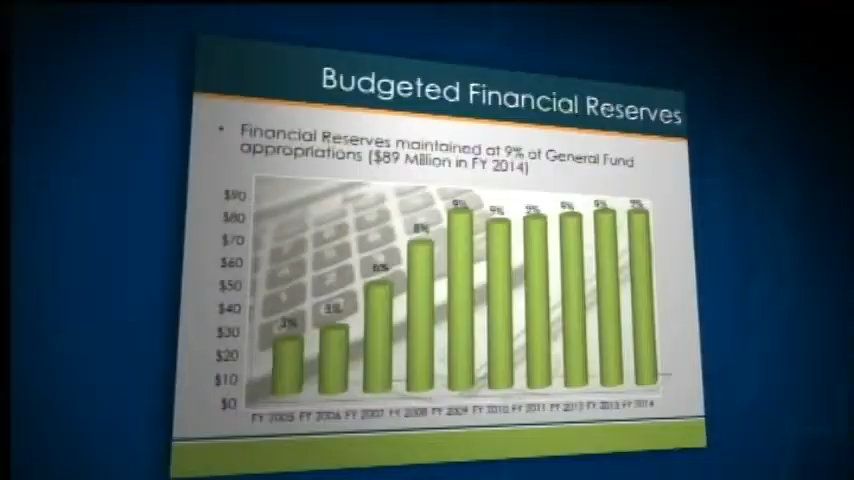 Budgeted Financial Reserves
• Financial Reserves maintained at 9% of General Fund
appropriations ($89 Million in FY 2014)
$90
$80
$70
$60
$50
$40
$30
$20
$10
$0
3% 3% 6% 8% 9% 9% 9% 9% 9% 9%
FY 2005 FY 2006 FY 2007 FY 2008 FY 2009 FY 2010 FY 2011 FY 2012 FY 2013 FY 2014